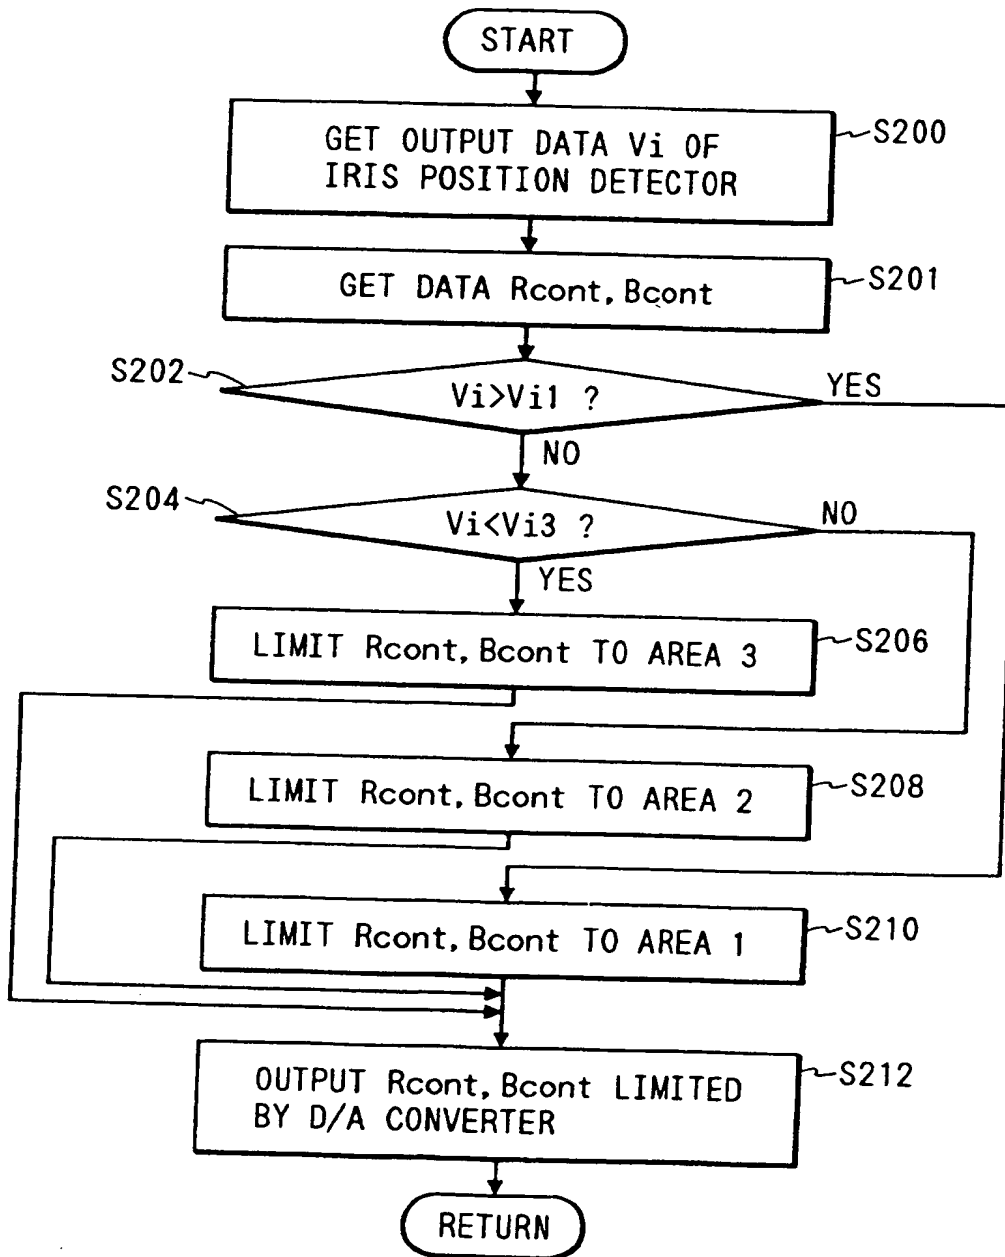 START
GET OUTPUT DATA Vi OF
IRIS POSITION DETECTOR
S200
GET DATA Rcont, Bcont
S201
S202
Vi>Vi1 ?
YES
NO
S204
Vi<Vi3 ?
NO
YES
LIMIT Rcont, Bcont TO AREA 3
S206
LIMIT Rcont, Bcont TO AREA 2
S208
LIMIT Rcont, Bcont TO AREA 1
S210
OUTPUT Rcont, Bcont LIMITED
BY D/A CONVERTER
S212
RETURN